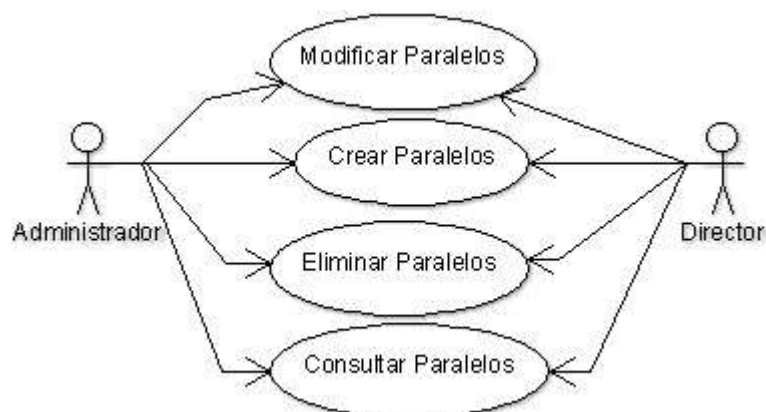 Modificar Paralelos
Crear Paralelos
Administrador
Director
Eliminar Paralelos
Consultar Paralelos